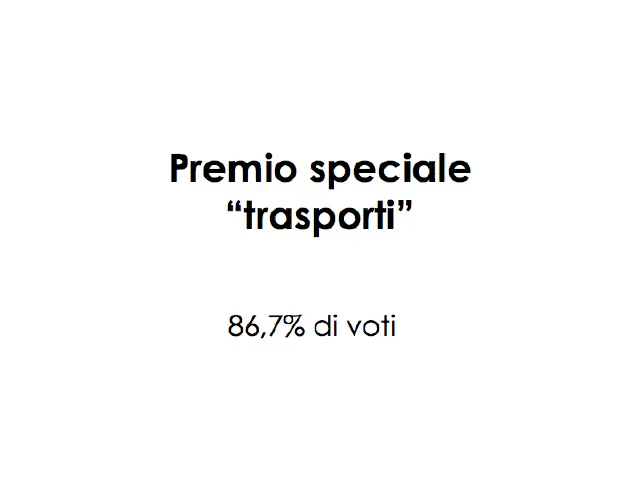 Premio speciale
“trasporti”
86,7% di voti